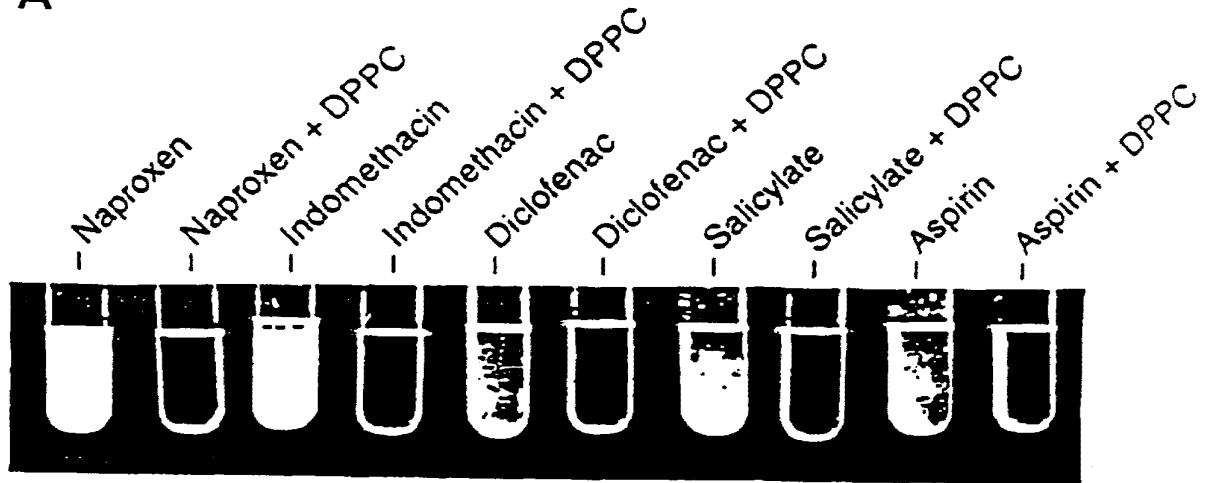 A
Naproxen
Naproxen + DPPC
Indomethacin
Indomethacin + DPPC
Diclofenac
Diclofenac + DPPC
Salicylate
Salicylate + DPPC
Aspirin
Aspirin + DPPC